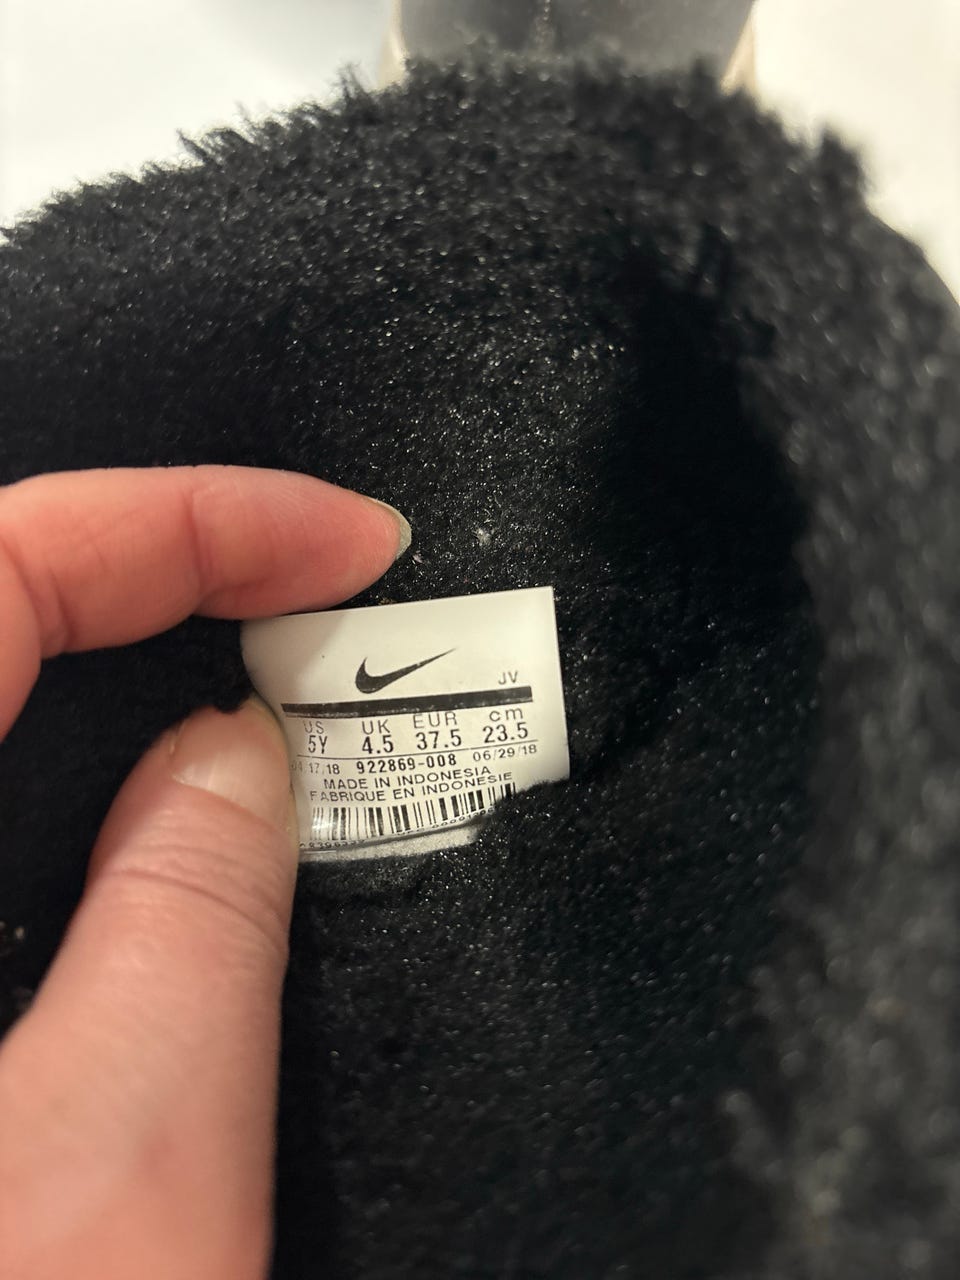 JV
US UK EUR cm
5Y 4.5 37.5 23.5
17/18 922869-008 06/29/18
MADE IN INDONESIA
FABRIQUE EN INDONESIE